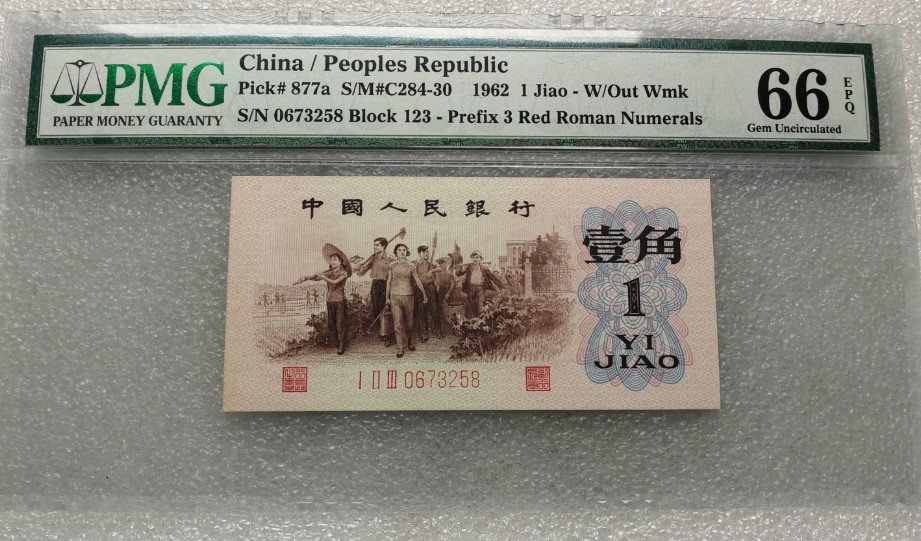 PMG
PAPER MONEY GUARANTY
China / Peoples Republic
Pick# 877a S/M#C284-30 1962 1 Jiao - W/Out Wmk
S/N 0673258 Block 123 - Prefix 3 Red Roman Numerals
66
EPQ
Gem Uncirculated
中國人民銀行
壹角
1
YI
JIAO
I II III 0673258